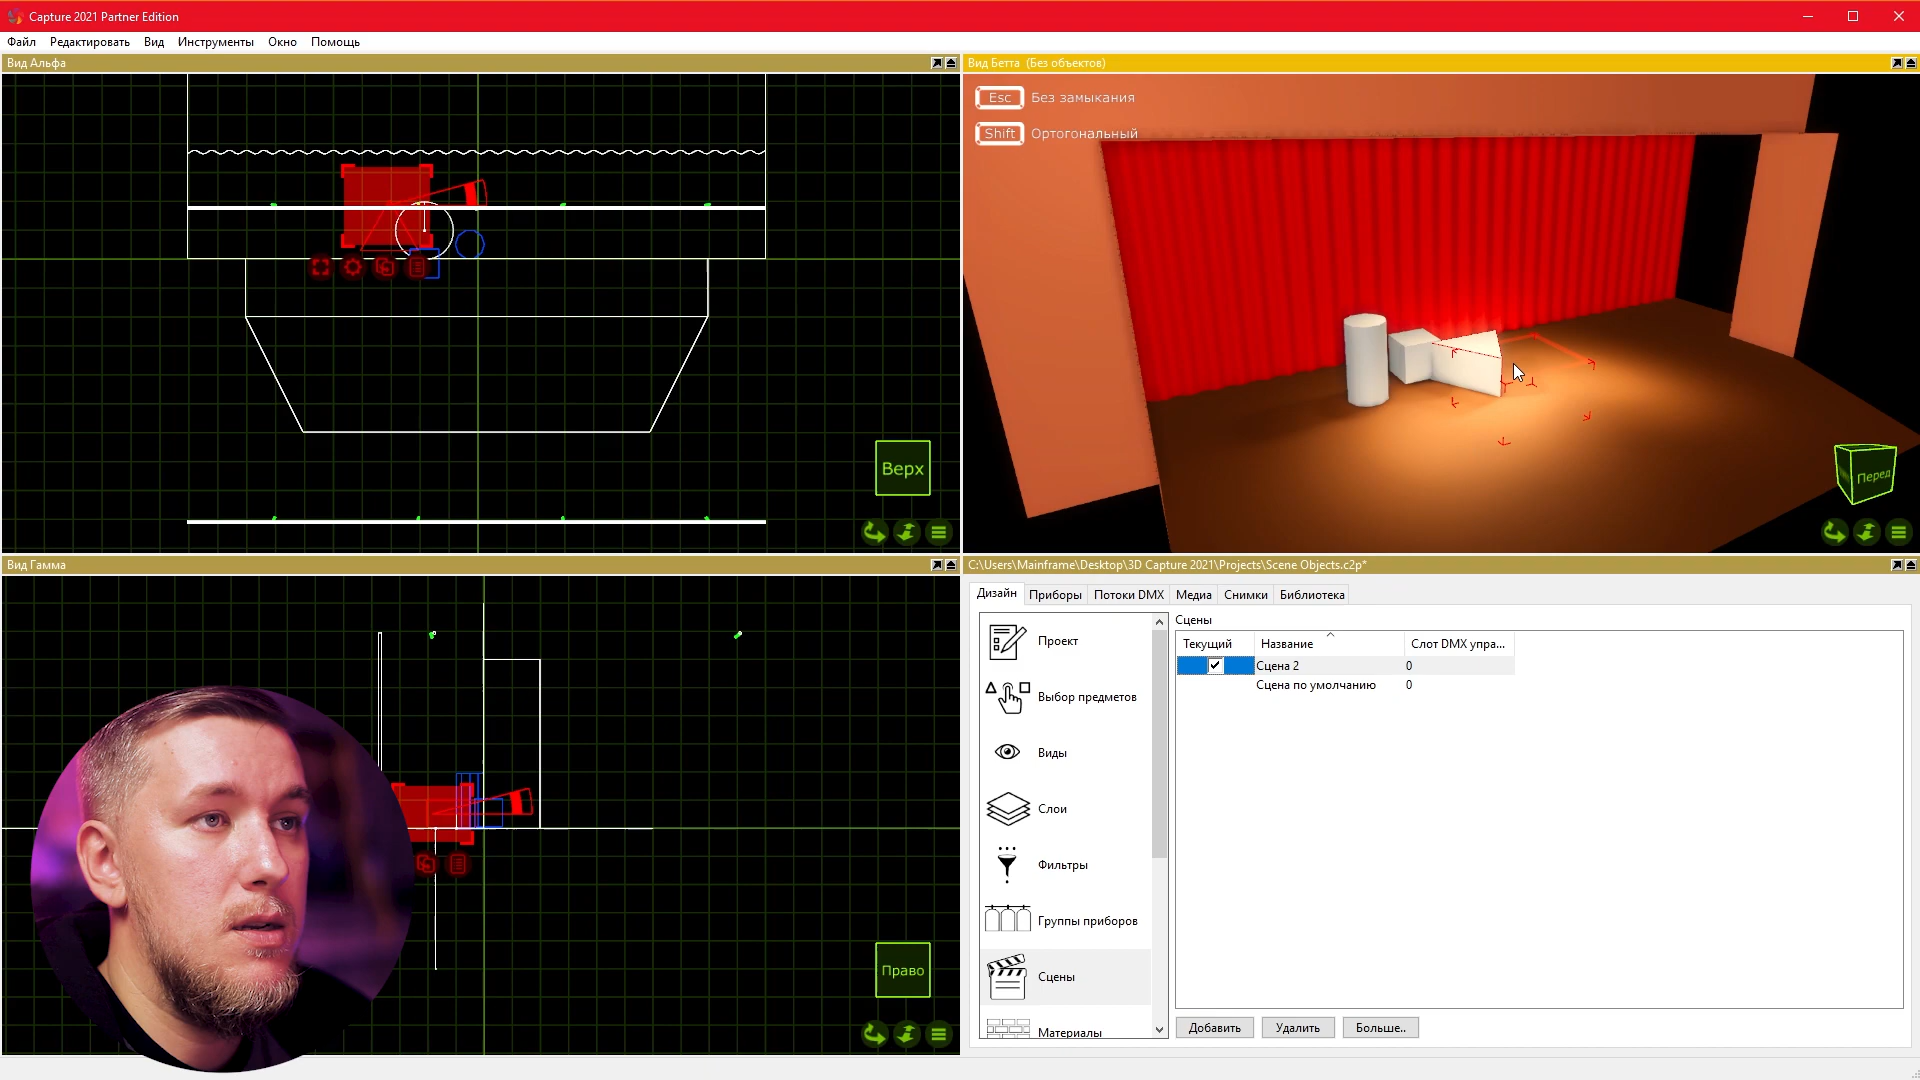 Capture 2021 Partner Edition
Файл Редактировать Вид Инструменты Окно Помощь
Вид Альфа
Верх
Вид Бетта (Без объектов)
Esc Без замыкания
Shift Ортогональный
Перед
Вид Гамма
Право
C:\Users\Mainframe\Desktop\3D Capture 2021\Projects\Scene Objects.c2p*
Дизайн Приборы Потоки DMX Медиа Снимки Библиотека
Проект
Выбор предметов
Виды
Слои
Фильтры
Группы приборов
Сцены
Материалы
Сцены
Текущий Название Слот DMX упра...
Сцена 2 0
Сцена по умолчанию 0
Добавить Удалить Больше..